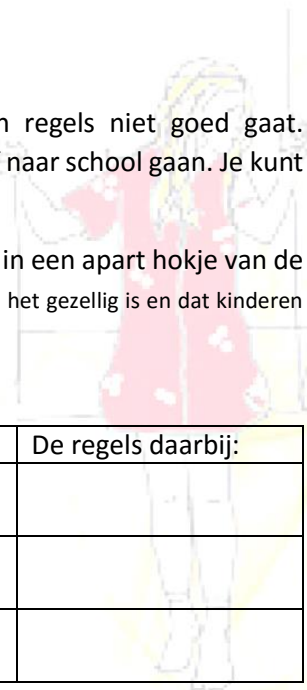 regels niet goed gaat.
naar school gaan. Je kunt
in een apart hokje van de
het gezellig is en dat kinderen
De regels daarbij: